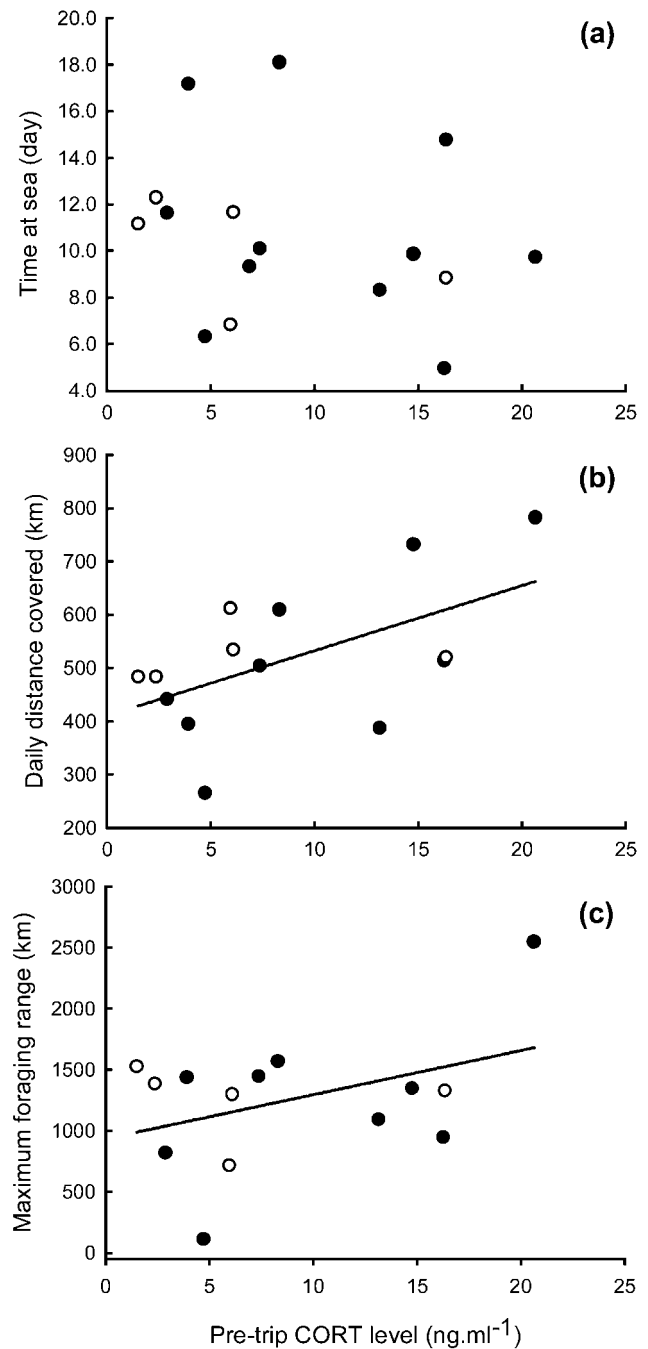 (a)
Time at sea (day)
20.0
18.0
16.0
14.0
12.0
10.0
8.0
6.0
4.0
0 5 10 15 20 25
(b)
Daily distance covered (km)
900
800
700
600
500
400
300
200
0 5 10 15 20 25
(c)
Maximum foraging range (km)
3000
2500
2000
1500
1000
500
0
0 5 10 15 20 25
Pre-trip CORT level (ng.ml⁻¹)